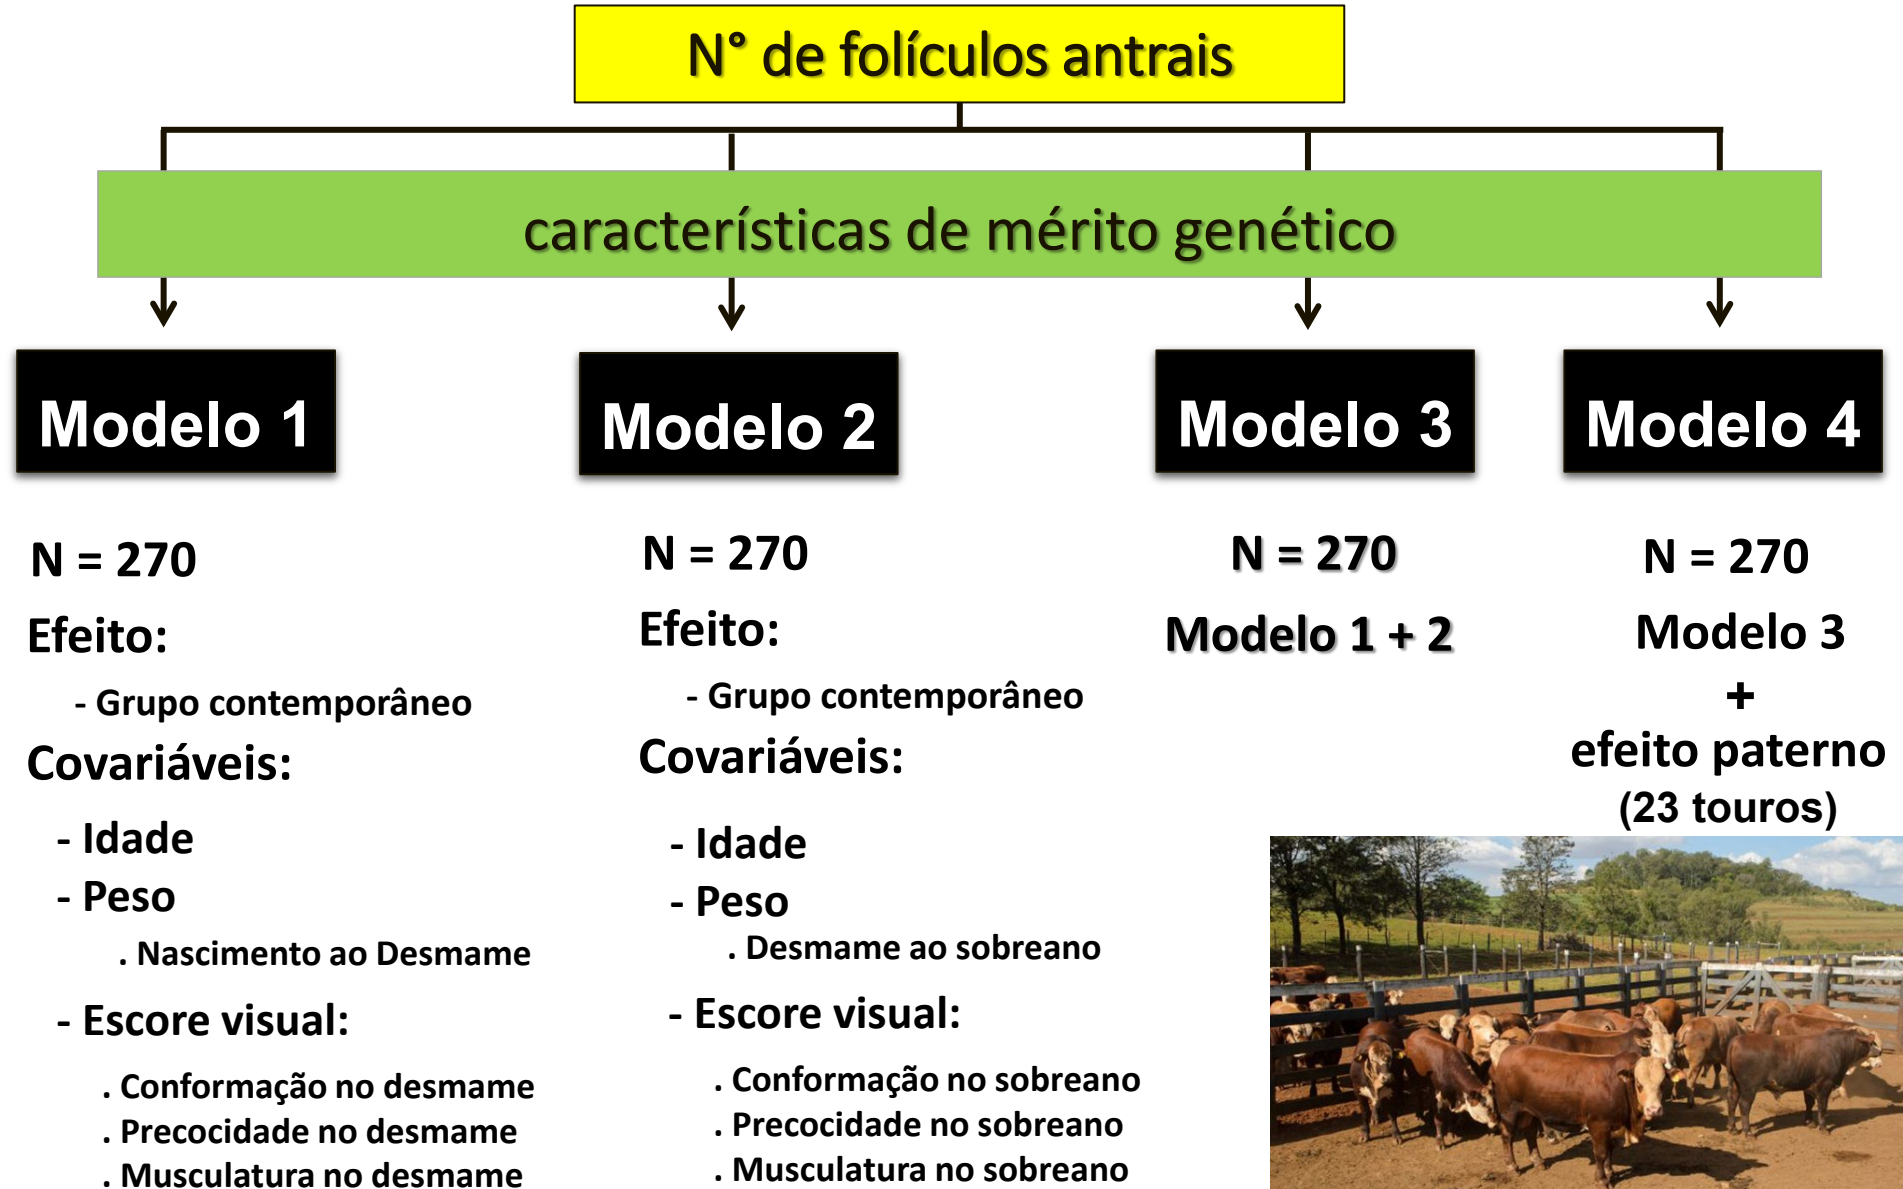 N° de folículos antrais
características de mérito genético
Modelo 1
N = 270
Efeito:
- Grupo contemporâneo
Covariáveis:
- Idade
- Peso
. Nascimento ao Desmame
- Escore visual:
. Conformação no desmame
. Precocidade no desmame
. Musculatura no desmame
Modelo 2
N = 270
Efeito:
- Grupo contemporâneo
Covariáveis:
- Idade
- Peso
. Desmame ao sobreano
- Escore visual:
. Conformação no sobreano
. Precocidade no sobreano
. Musculatura no sobreano
Modelo 3
N = 270
Modelo 1 + 2
Modelo 4
N = 270
Modelo 3
+
efeito paterno
(23 touros)